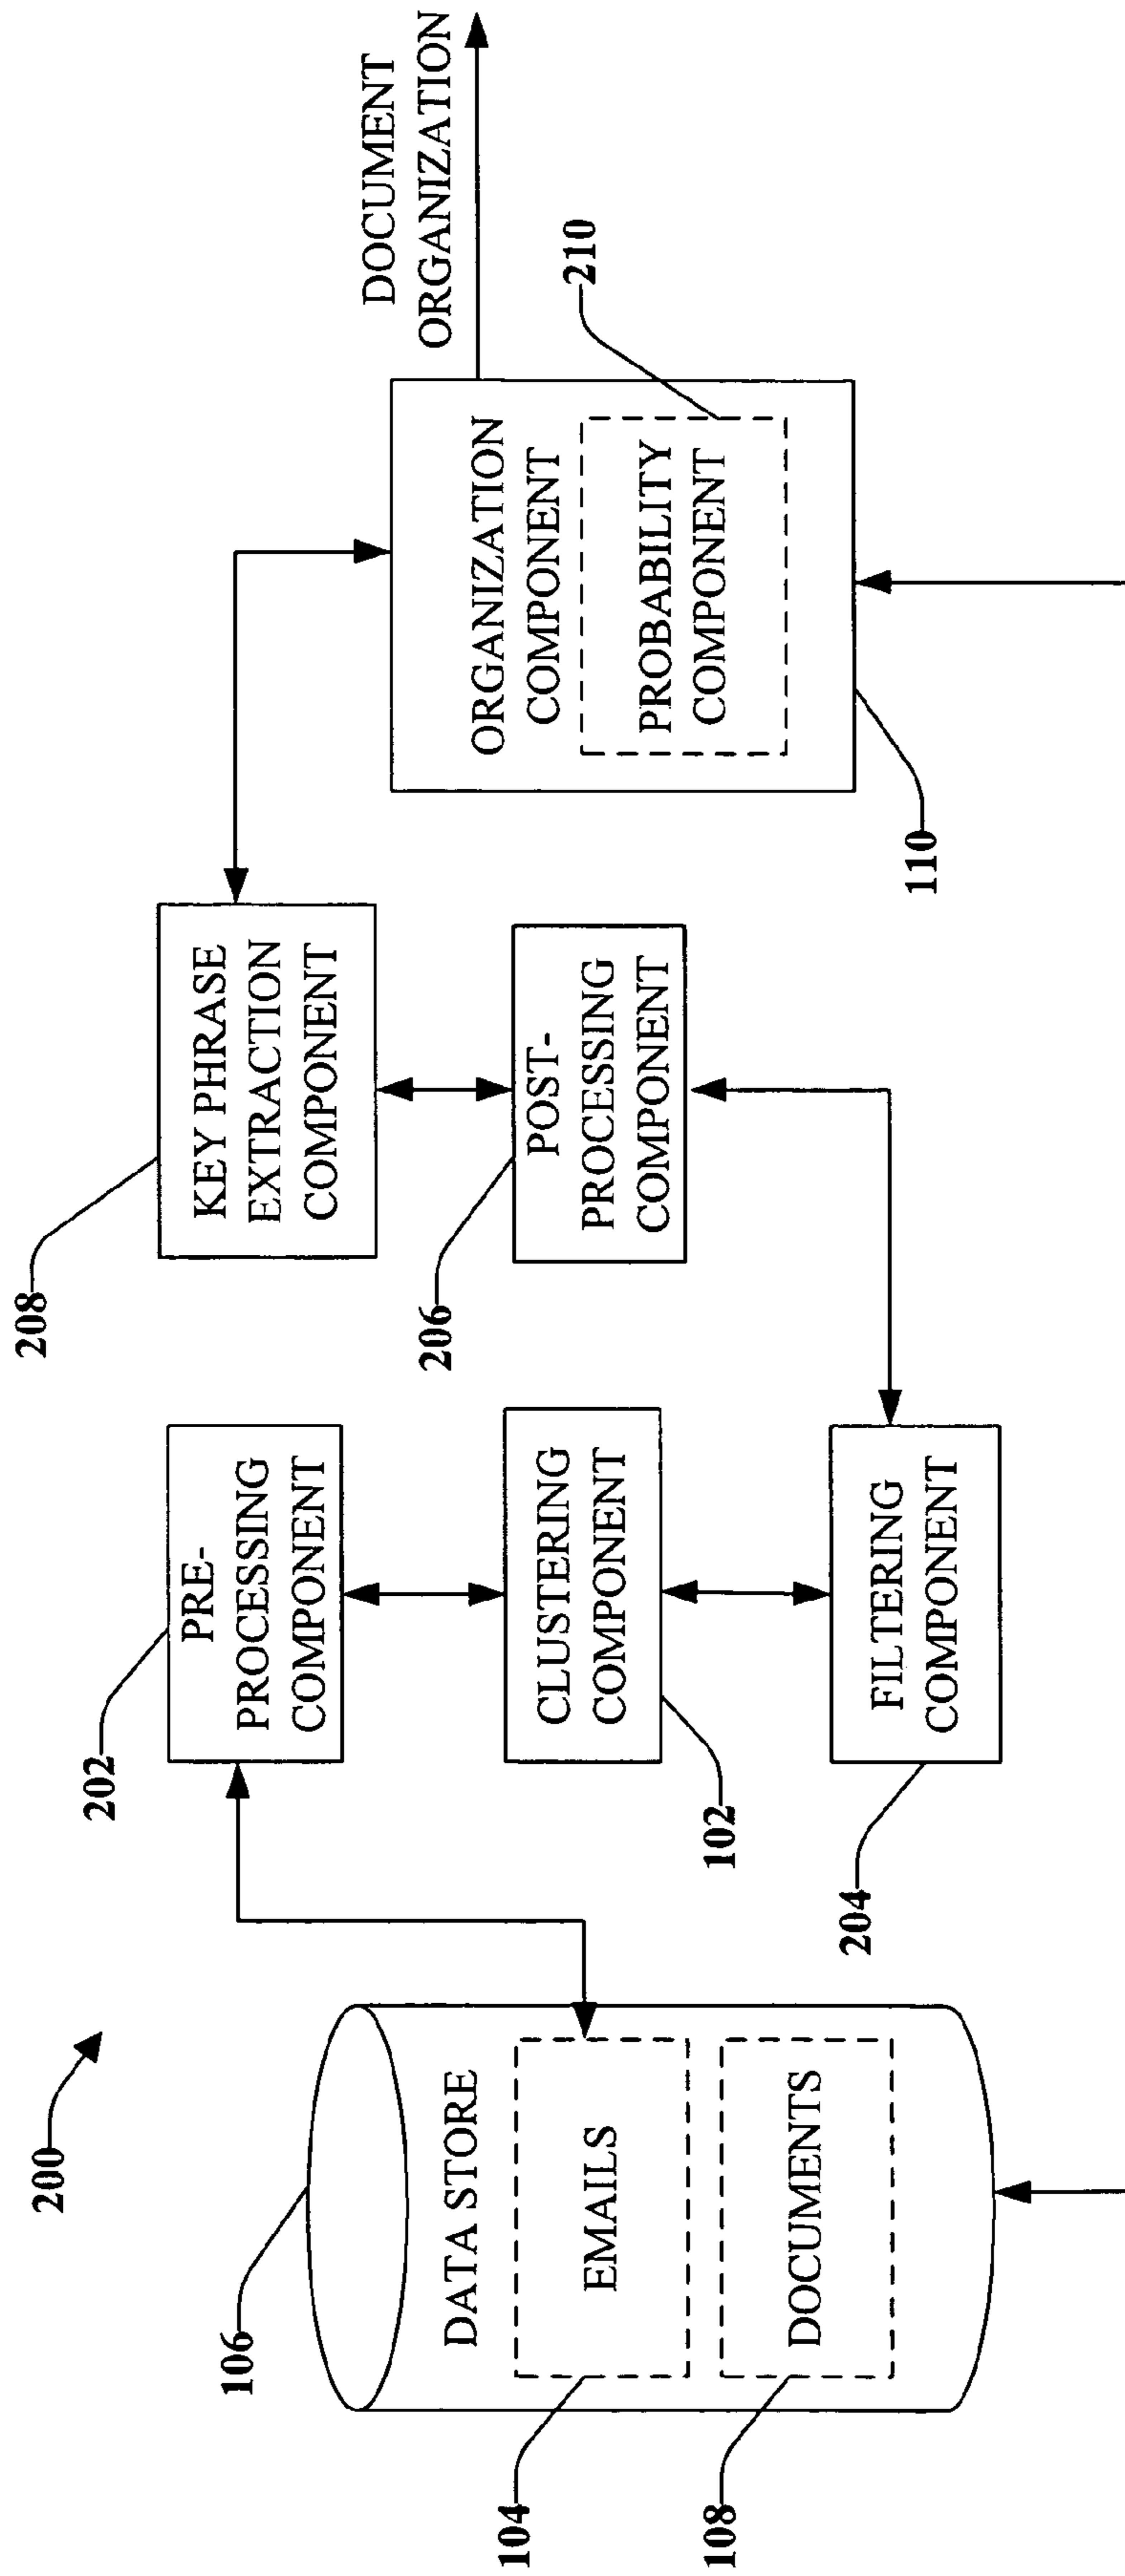 200
106
DATA STORE
EMAILS
DOCUMENTS
104
108
202
PRE-
PROCESSING
COMPONENT
CLUSTERING
COMPONENT
102
FILTERING
COMPONENT
204
208
KEY PHRASE
EXTRACTION
COMPONENT
206
POST-
PROCESSING
COMPONENT
ORGANIZATION
COMPONENT
PROBABILITY
COMPONENT
210
110
DOCUMENT
ORGANIZATION